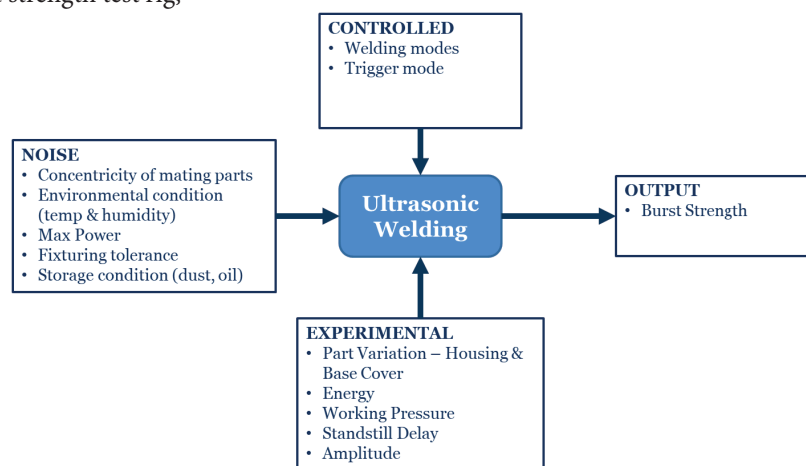 strength test rig,
CONTROLLED
• Welding modes
• Trigger mode
NOISE
• Concentricity of mating parts
• Environmental condition
(temp & humidity)
• Max Power
• Fixturing tolerance
• Storage condition (dust, oil)
Ultrasonic
Welding
OUTPUT
• Burst Strength
EXPERIMENTAL
• Part Variation – Housing &
Base Cover
• Energy
• Working Pressure
• Standstill Delay
• Amplitude